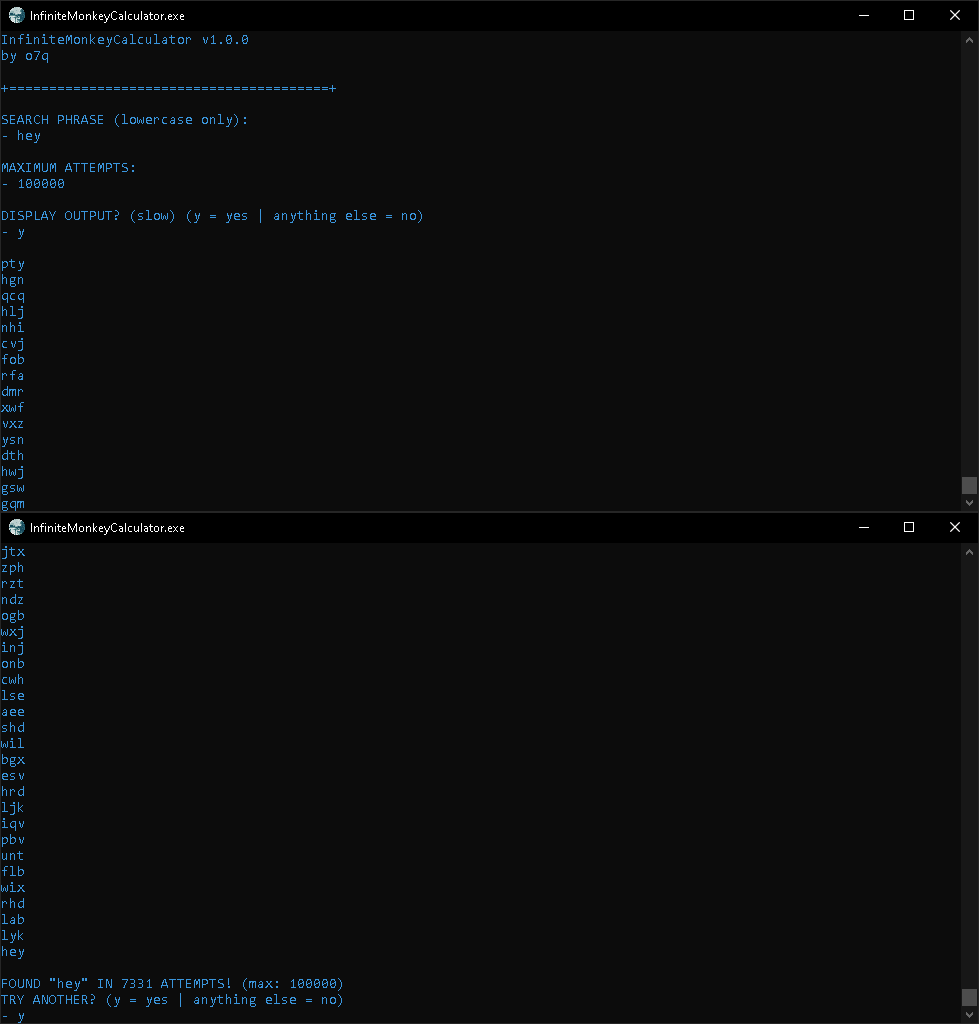 InfiniteMonkeyCalculator.exe
InfiniteMonkeyCalculator v1.0.0
by o7q
+========================================+
SEARCH PHRASE (lowercase only):
- hey
MAXIMUM ATTEMPTS:
- 100000
DISPLAY OUTPUT? (slow) (y = yes | anything else = no)
- y
pty
hgn
qcq
hlj
nhi
cvj
fob
rfa
dmr
xwf
vxz
ysn
dth
hwj
gsw
gqm
InfiniteMonkeyCalculator.exe
jtx
zph
rzt
ndz
ogb
wxj
inj
onb
cwh
lse
aee
shd
wil
bgx
esv
hrd
ljk
iqv
pbv
unt
flb
wix
rhd
lab
lyk
hey
FOUND "hey" IN 7331 ATTEMPTS! (max: 100000)
TRY ANOTHER? (y = yes | anything else = no)
- y